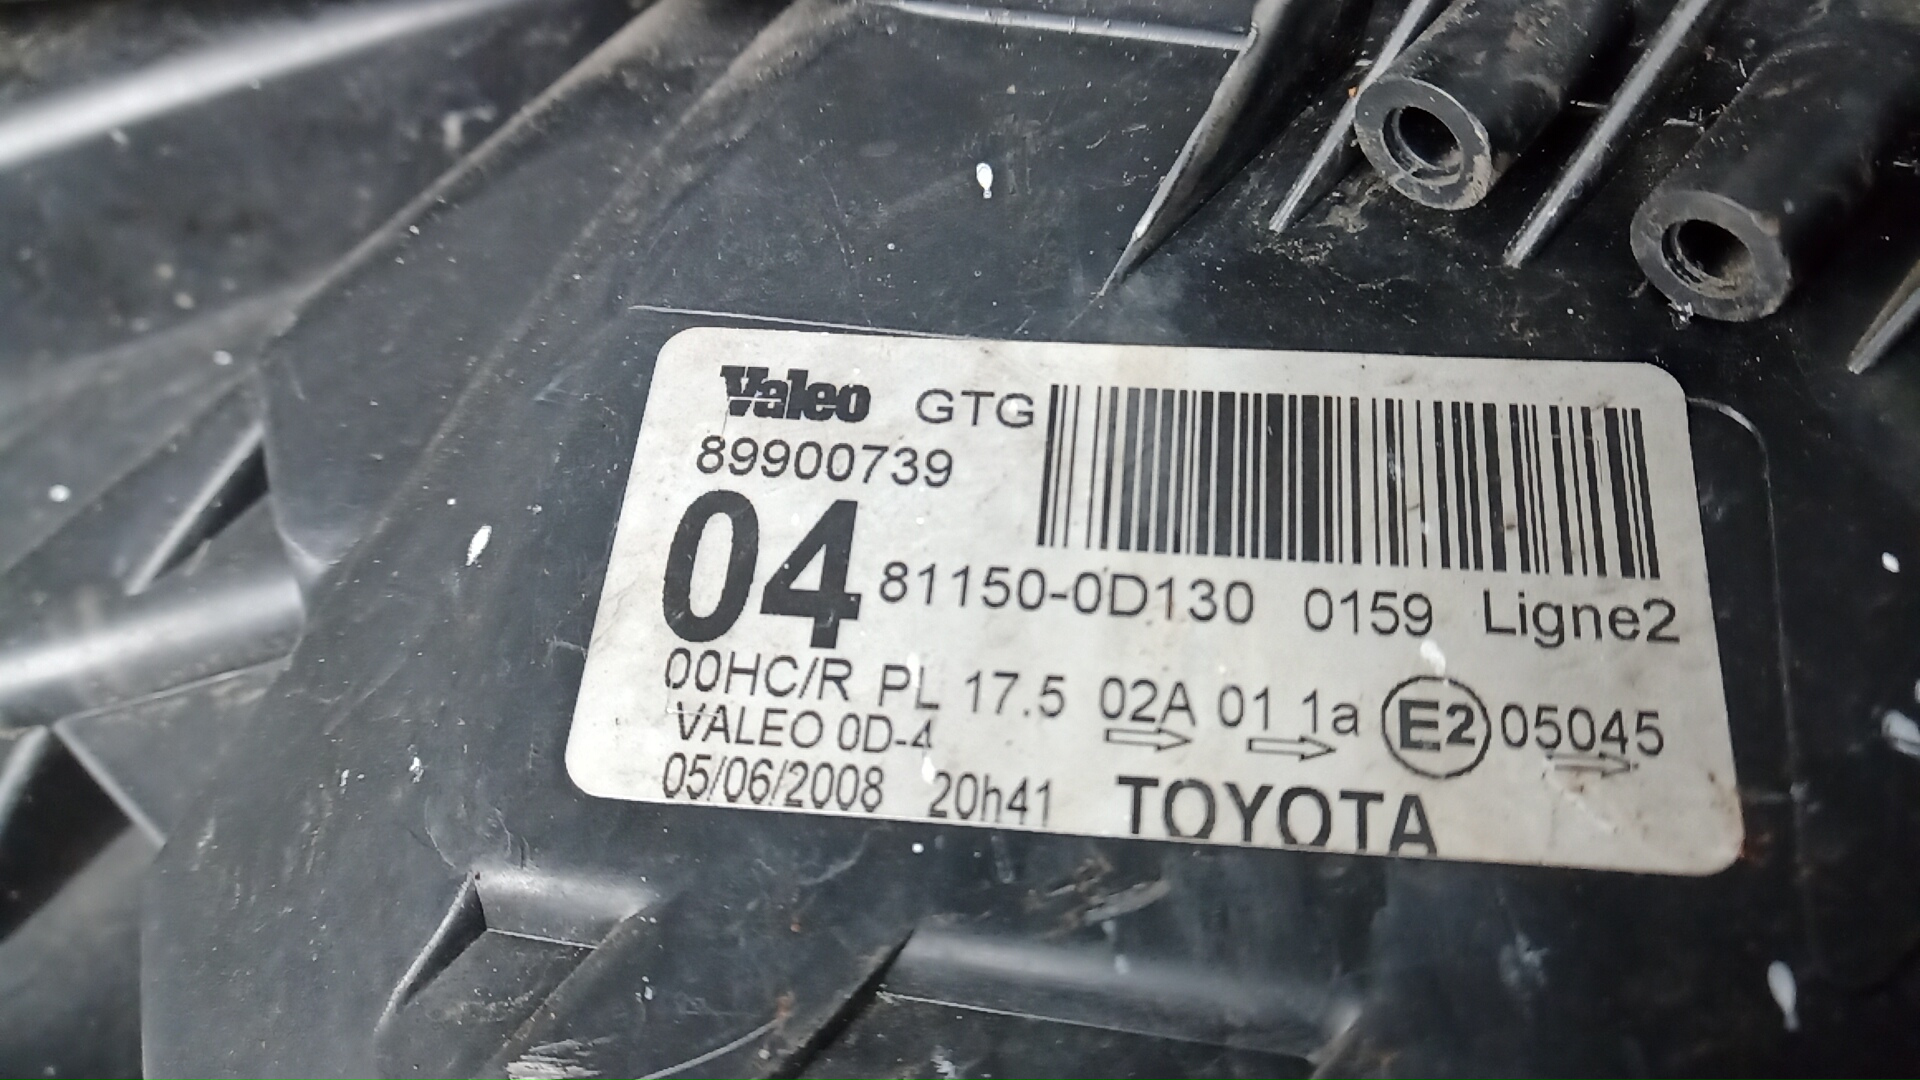 Valeo GTG
89900739
04 81150-0D130 0159 Ligne2
00HC/R PL 17.5 02A 01 1a E2 05045
VALEO 0D-4
05/06/2008 20h41 TOYOTA